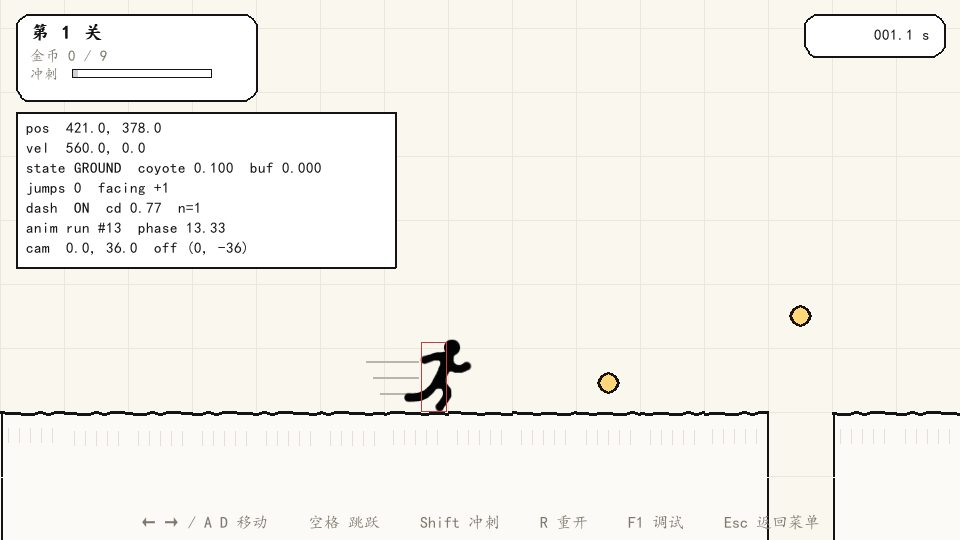 第 1 关
金币 0 / 9
冲刺
001.1 s
pos 421.0, 378.0
vel 560.0, 0.0
state GROUND coyote 0.100 buf 0.000
jumps 0 facing +1
dash ON cd 0.77 n=1
anim run #13 phase 13.33
cam 0.0, 36.0 off (0, -36)
← → / A D 移动 空格 跳跃 Shift 冲刺 R 重开 F1 调试 Esc 返回菜单